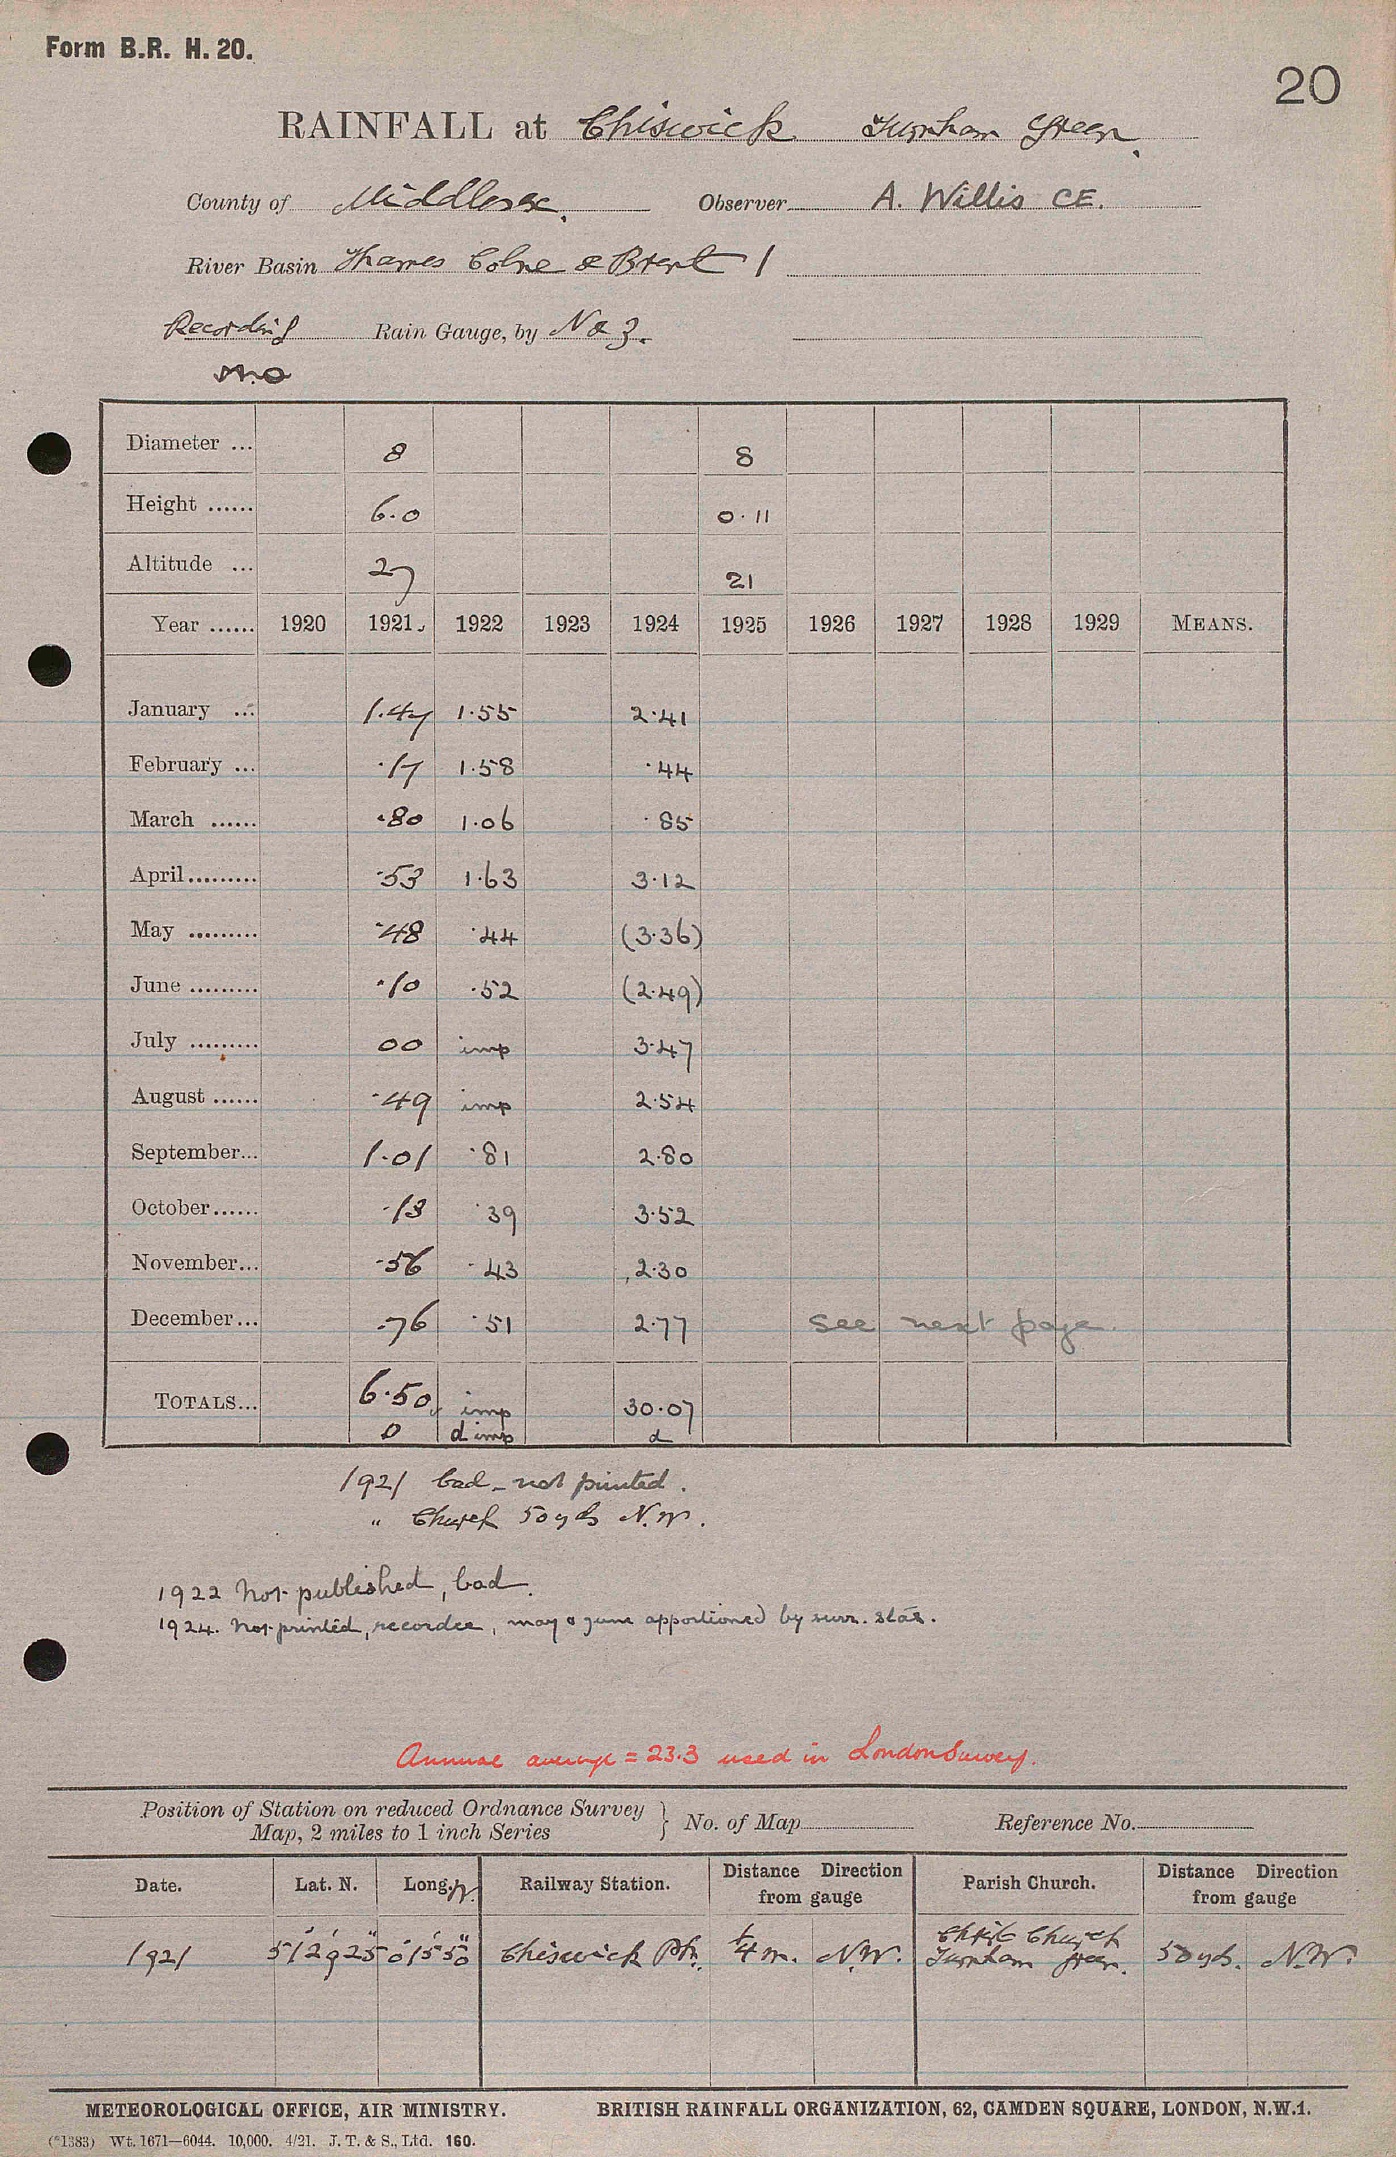 Form B.R. H. 20.
20
RAINFALL at Chiswick Turnham Green.
County of Middlesex. Observer A. Willis CE.
River Basin Thames Colne & Brent 1
Recording Rain Gauge, by N & Z.
M.O
Diameter ... 8 8
Height ...... 6.0 0.11
Altitude ... 27 21
Year ...... 1920 1921 1922 1923 1924 1925 1926 1927 1928 1929 MEANS.
January ... 1.47 1.55 2.41
February ... .17 1.58 .44
March ...... .80 1.06 .85
April ......... .53 1.63 3.12
May ......... .48 .44 (3.36)
June ......... .10 .52 (2.49)
July ......... 00 imp 3.47
August ...... .49 imp 2.54
September... 1.01 .81 2.80
October...... .13 .39 3.52
November... .56 .43 2.30
December... .76 .51 2.77 see next page.
TOTALS... 6.50 imp 30.07
0 d imp d
1921 bad - not printed.
" Church 50 yds N.W.
1922 Not published, bad.
1924. Not printed, recorder, may & june apportioned by surr. stas.
Annual average = 23.3 used in London Survey.
Position of Station on reduced Ordnance Survey Map, 2 miles to 1 inch Series } No. of Map Reference No.
Date. Lat. N. Long. W. Railway Station. Distance Direction from gauge Parish Church. Distance Direction from gauge
1921 51° 29' 25" 0° 15' 50" Chiswick Pk. ¼ m. N.W. Christ Church Turnham Green. 50 yds. N.W.
METEOROLOGICAL OFFICE, AIR MINISTRY. BRITISH RAINFALL ORGANIZATION, 62, CAMDEN SQUARE, LONDON, N.W.1.
(*1383) Wt. 1671—6044. 10,000. 4/21. J. T. & S., Ltd. 160.